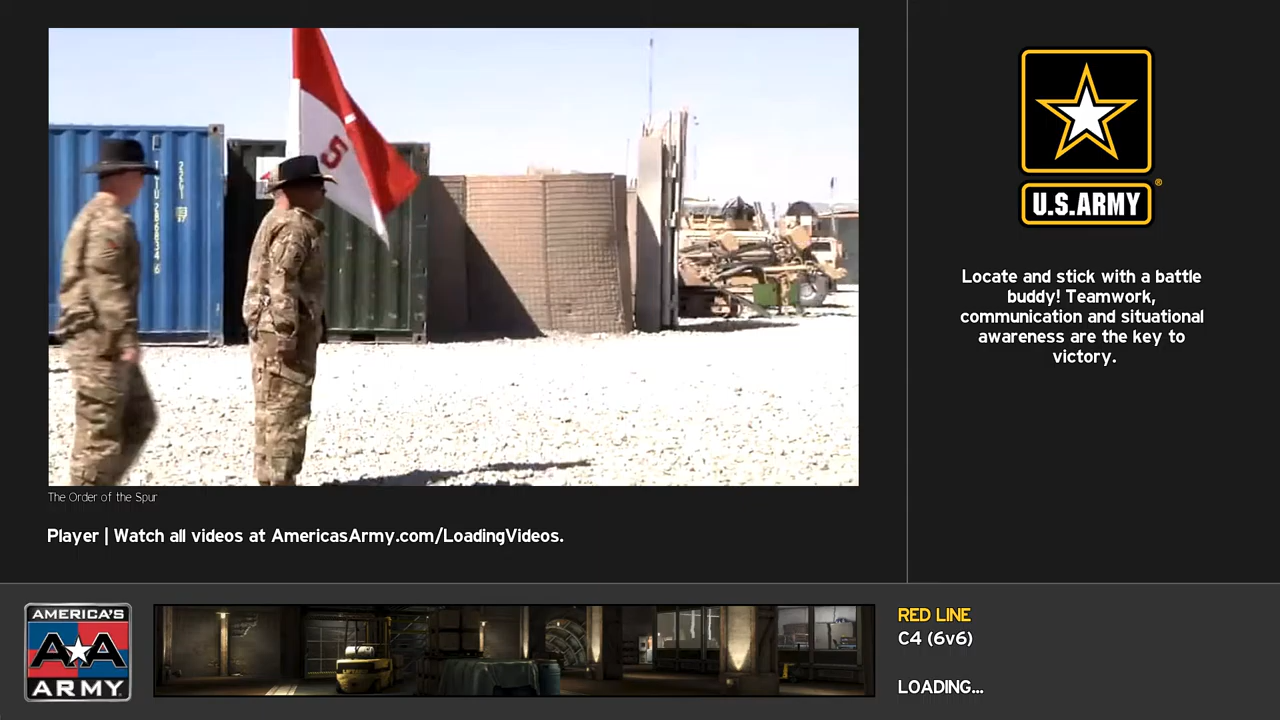 S
The Order of the Spur
Player | Watch all videos at AmericasArmy.com/LoadingVideos.
U.S.ARMY®
Locate and stick with a battle
buddy! Teamwork,
communication and situational
awareness are the key to
victory.
AMERICA'S
AA
ARMY
RED LINE
C4 (6v6)
LOADING...